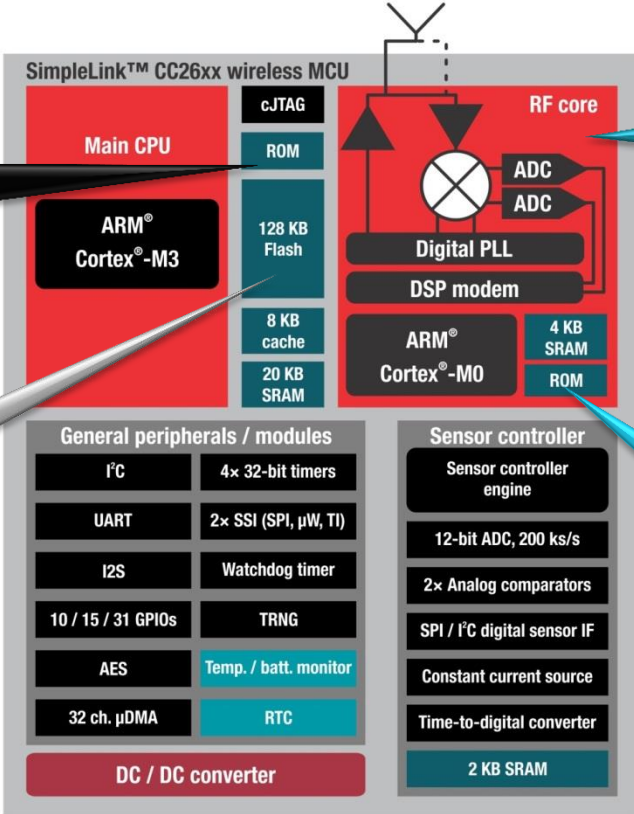 SimpleLink™ CC26xx wireless MCU
Main CPU
ARM®
Cortex®-M3
cJTAG
ROM
128 KB
Flash
8 KB
cache
20 KB
SRAM
RF core
ADC
ADC
Digital PLL
DSP modem
ARM®
Cortex®-M0
4 KB
SRAM
ROM
General peripherals / modules
I²C
4× 32-bit timers
UART
2× SSI (SPI, µW, TI)
I2S
Watchdog timer
10 / 15 / 31 GPIOs
TRNG
AES
Temp. / batt. monitor
32 ch. µDMA
RTC
Sensor controller
Sensor controller
engine
12-bit ADC, 200 ks/s
2× Analog comparators
SPI / I²C digital sensor IF
Constant current source
Time-to-digital converter
2 KB SRAM
DC / DC converter